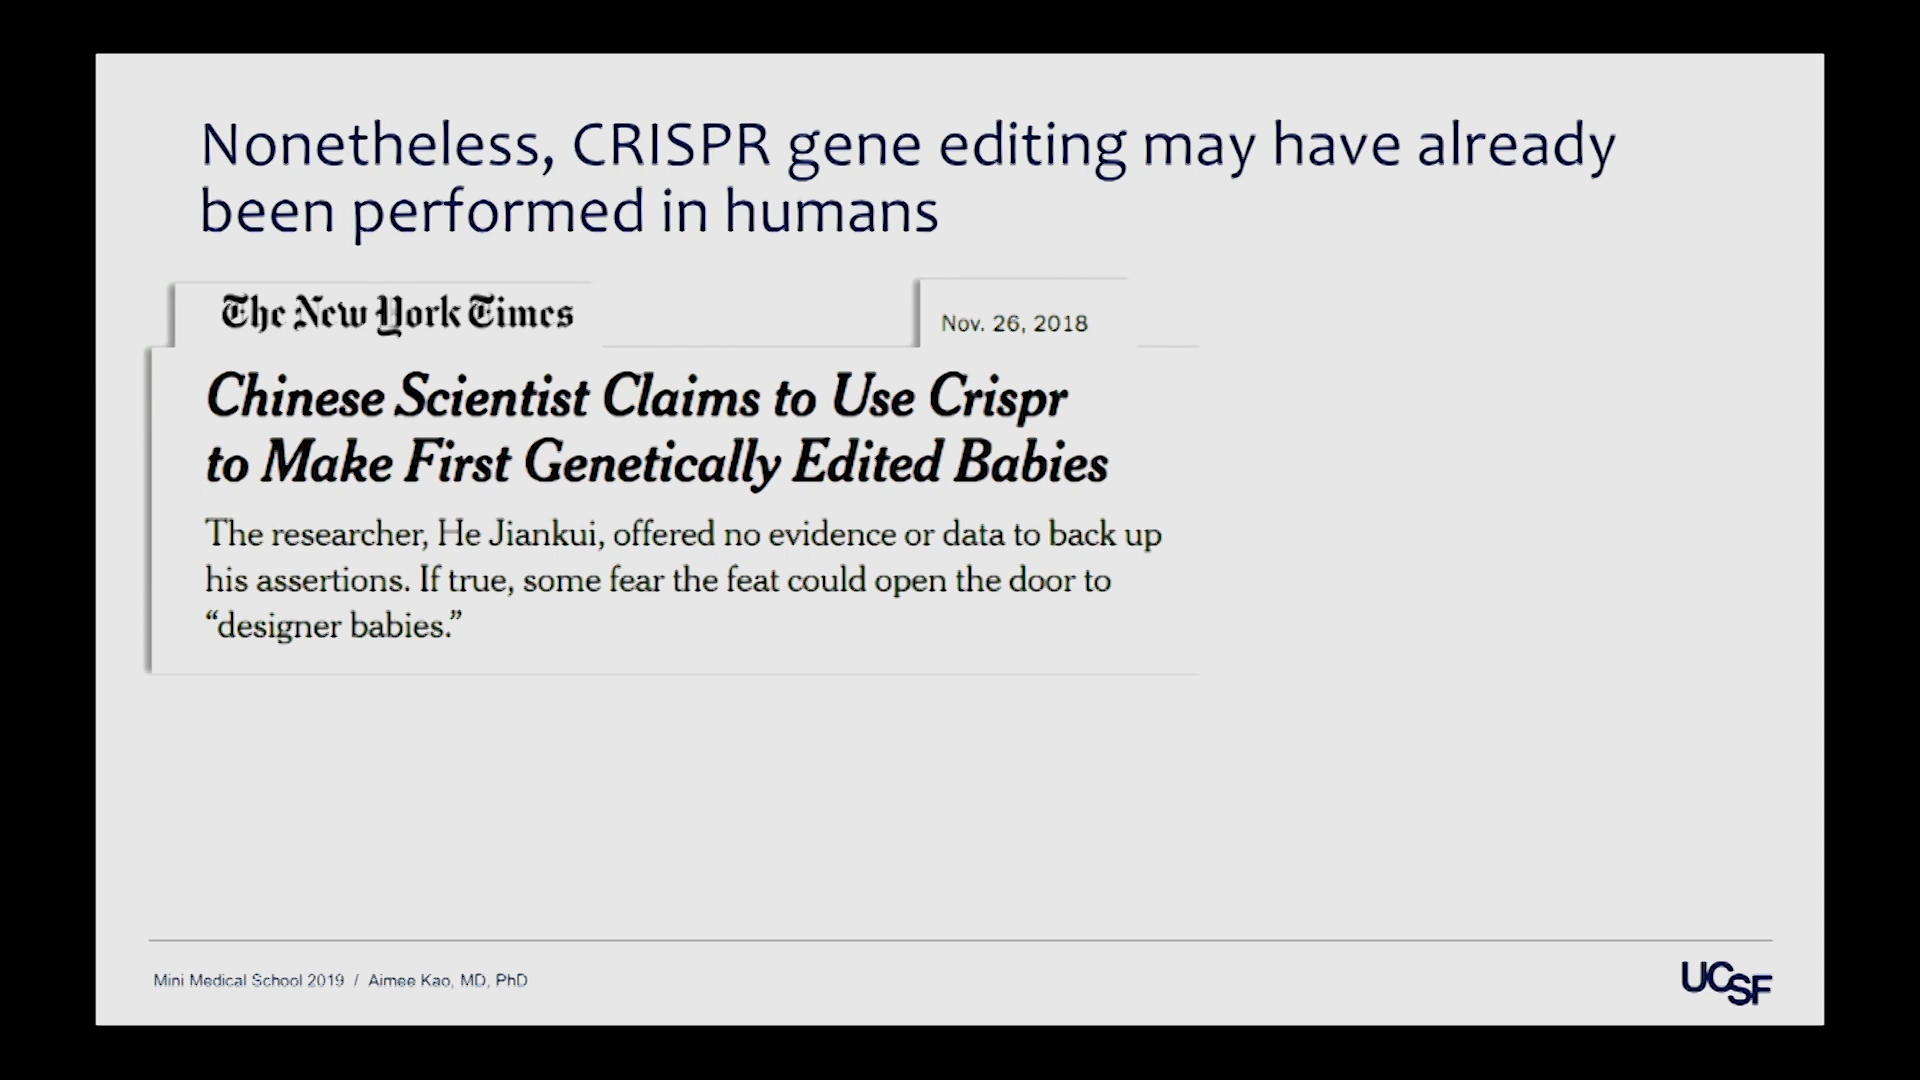 Nonetheless, CRISPR gene editing may have already
been performed in humans
The New York Times
Nov. 26, 2018
Chinese Scientist Claims to Use Crispr
to Make First Genetically Edited Babies
The researcher, He Jiankui, offered no evidence or data to back up
his assertions. If true, some fear the feat could open the door to
“designer babies.”
Mini Medical School 2019 / Aimee Kao, MD, PhD
UCSF